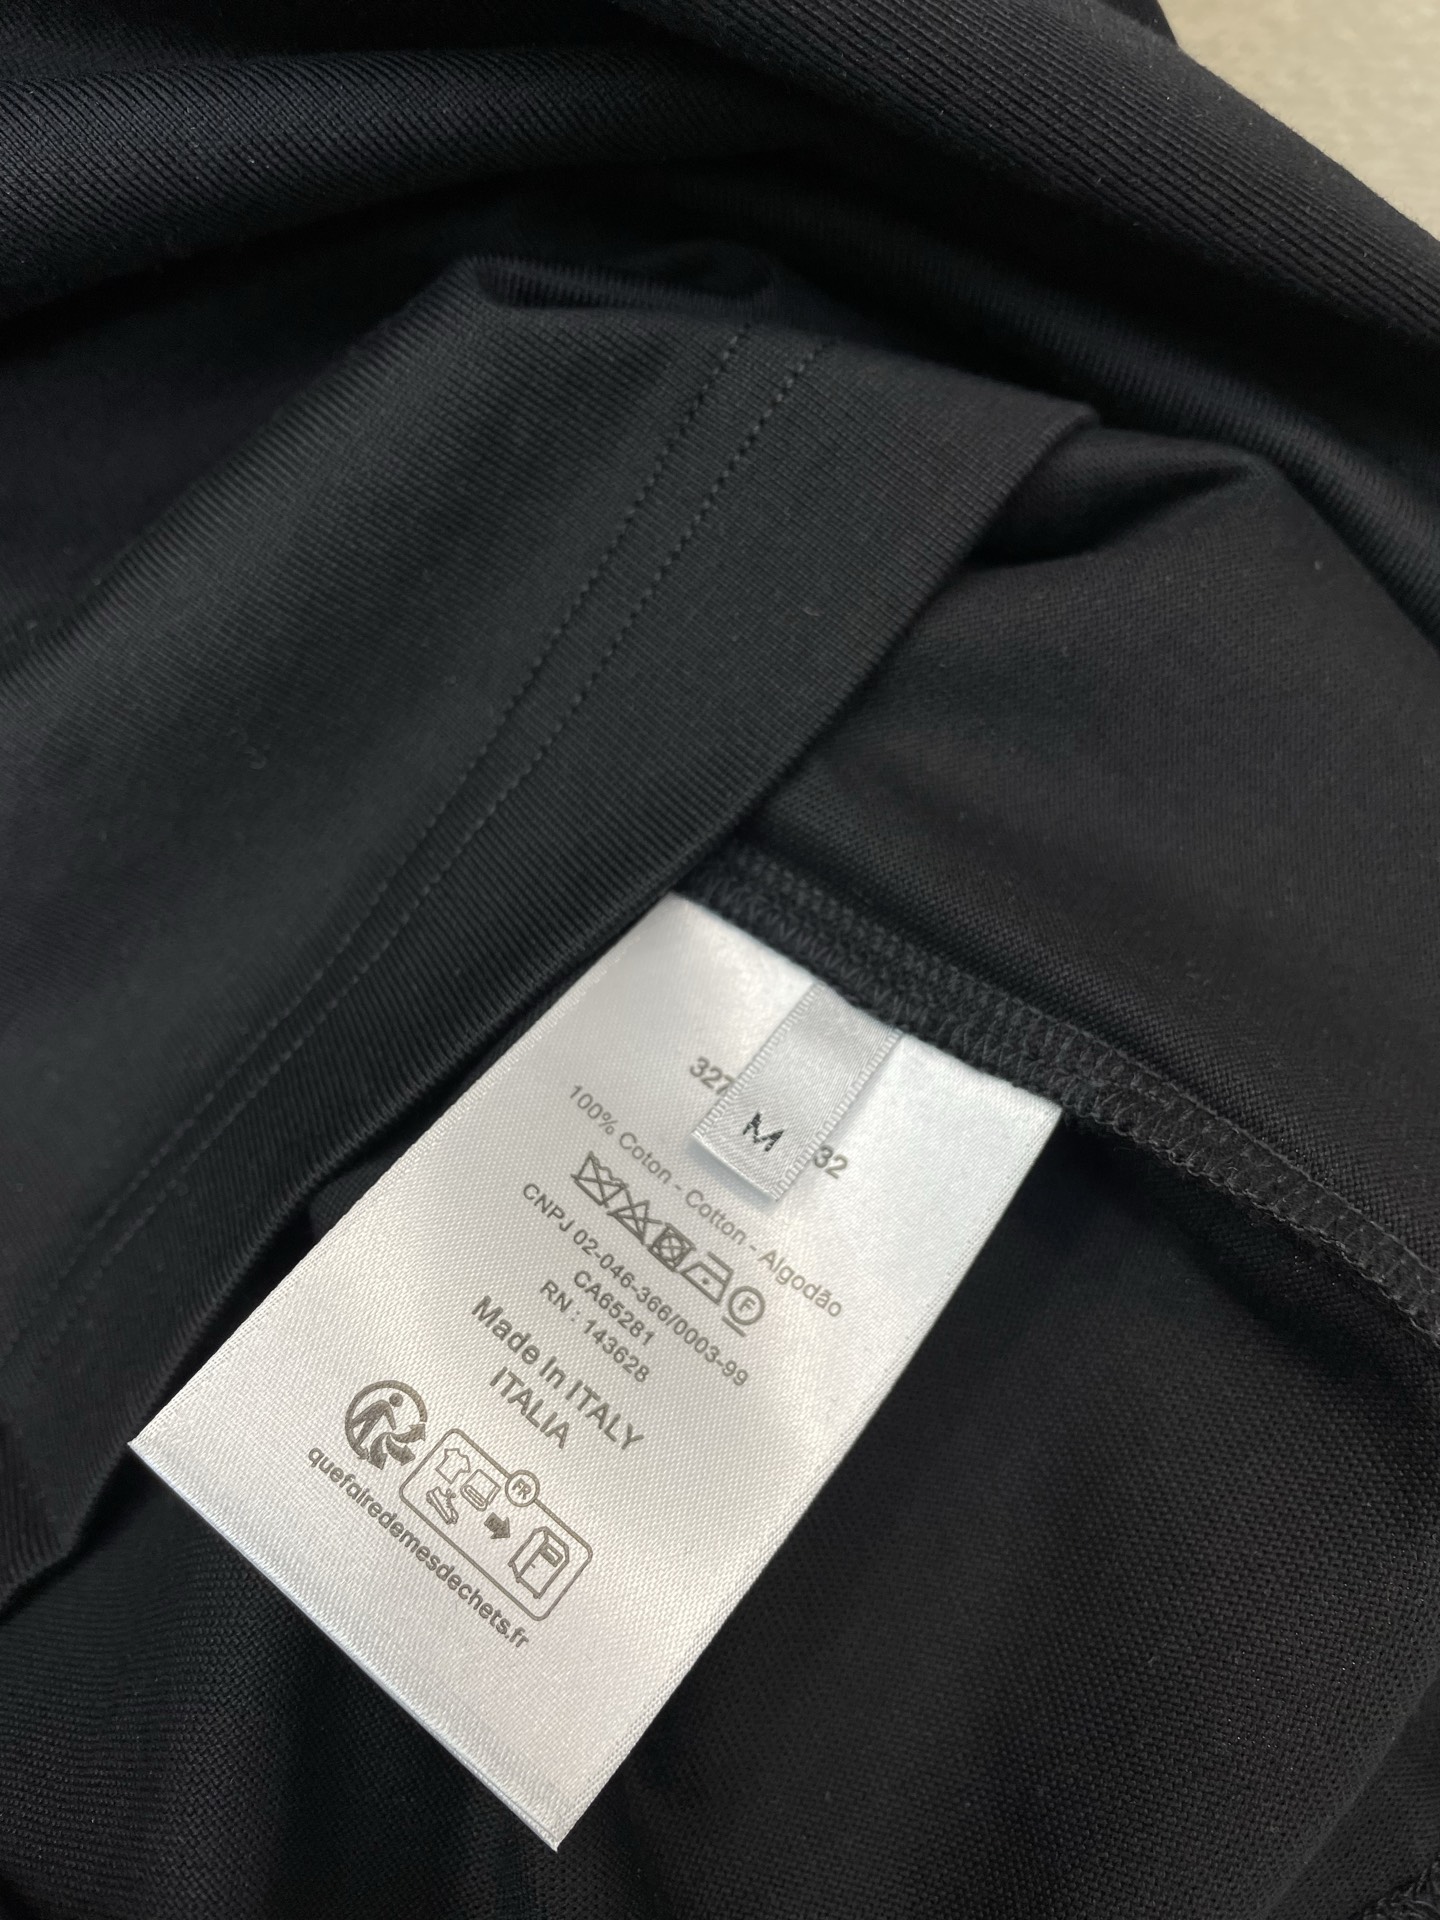 327
M
32
100% Coton - Cotton - Algodão
F
CNPJ 02-046-366/0003-99
CA65281
RN : 143628
Made In ITALY
ITALIA
FR
quefairedemesdechets.fr